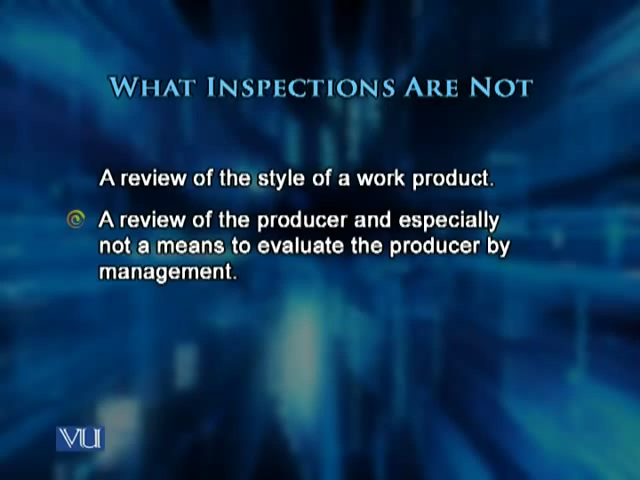 WHAT INSPECTIONS ARE NOT
A review of the style of a work product.
A review of the producer and especially
not a means to evaluate the producer by
management.
VU